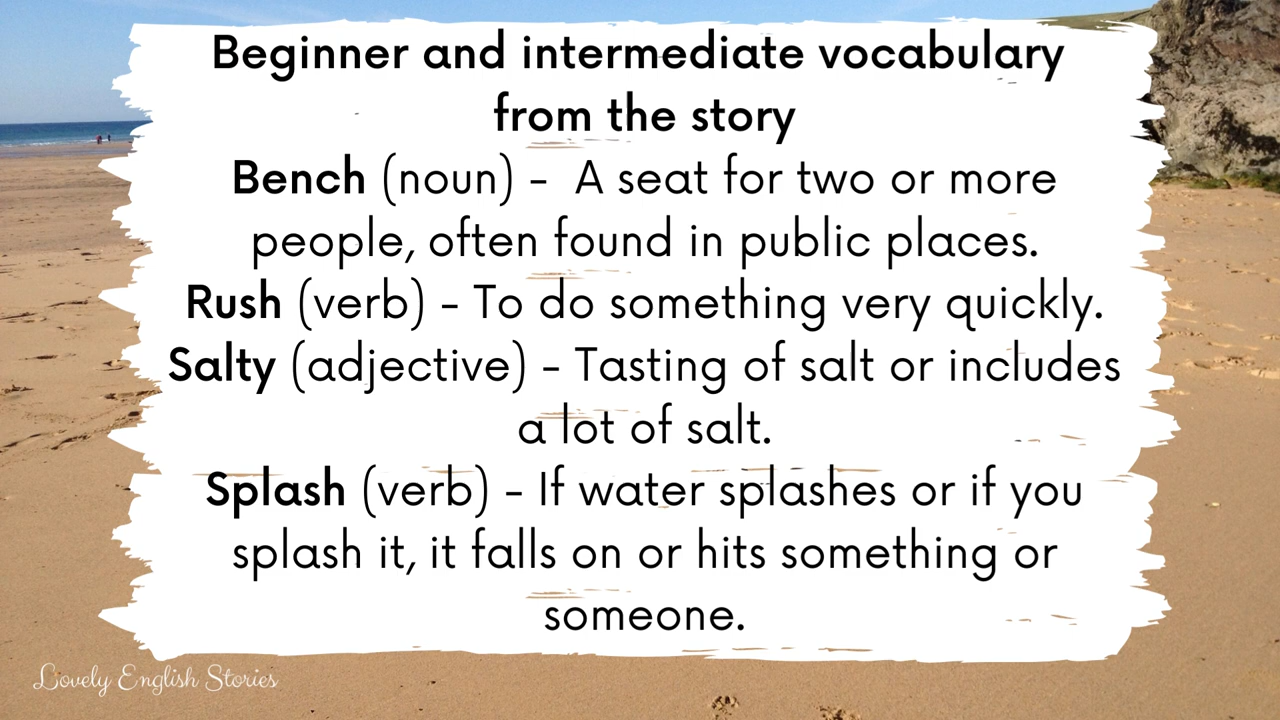 Beginner and intermediate vocabulary
from the story
Bench (noun) - A seat for two or more
people, often found in public places.
Rush (verb) - To do something very quickly.
Salty (adjective) - Tasting of salt or includes
a lot of salt.
Splash (verb) - If water splashes or if you
splash it, it falls on or hits something or
someone.
Lovely English Stories